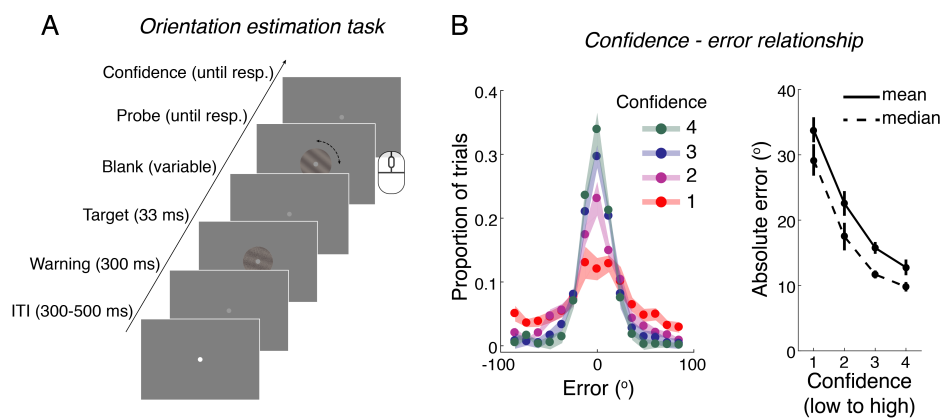 A
Orientation estimation task
Confidence (until resp.)
Probe (until resp.)
Blank (variable)
Target (33 ms)
Warning (300 ms)
ITI (300-500 ms)
B
Confidence - error relationship
Proportion of trials
0.4
0.3
0.2
0.1
0
-100
0
100
Error (°)
Confidence
4
3
2
1
Absolute error (°)
40
30
20
10
0
mean
median
1
2
3
4
Confidence
(low to high)